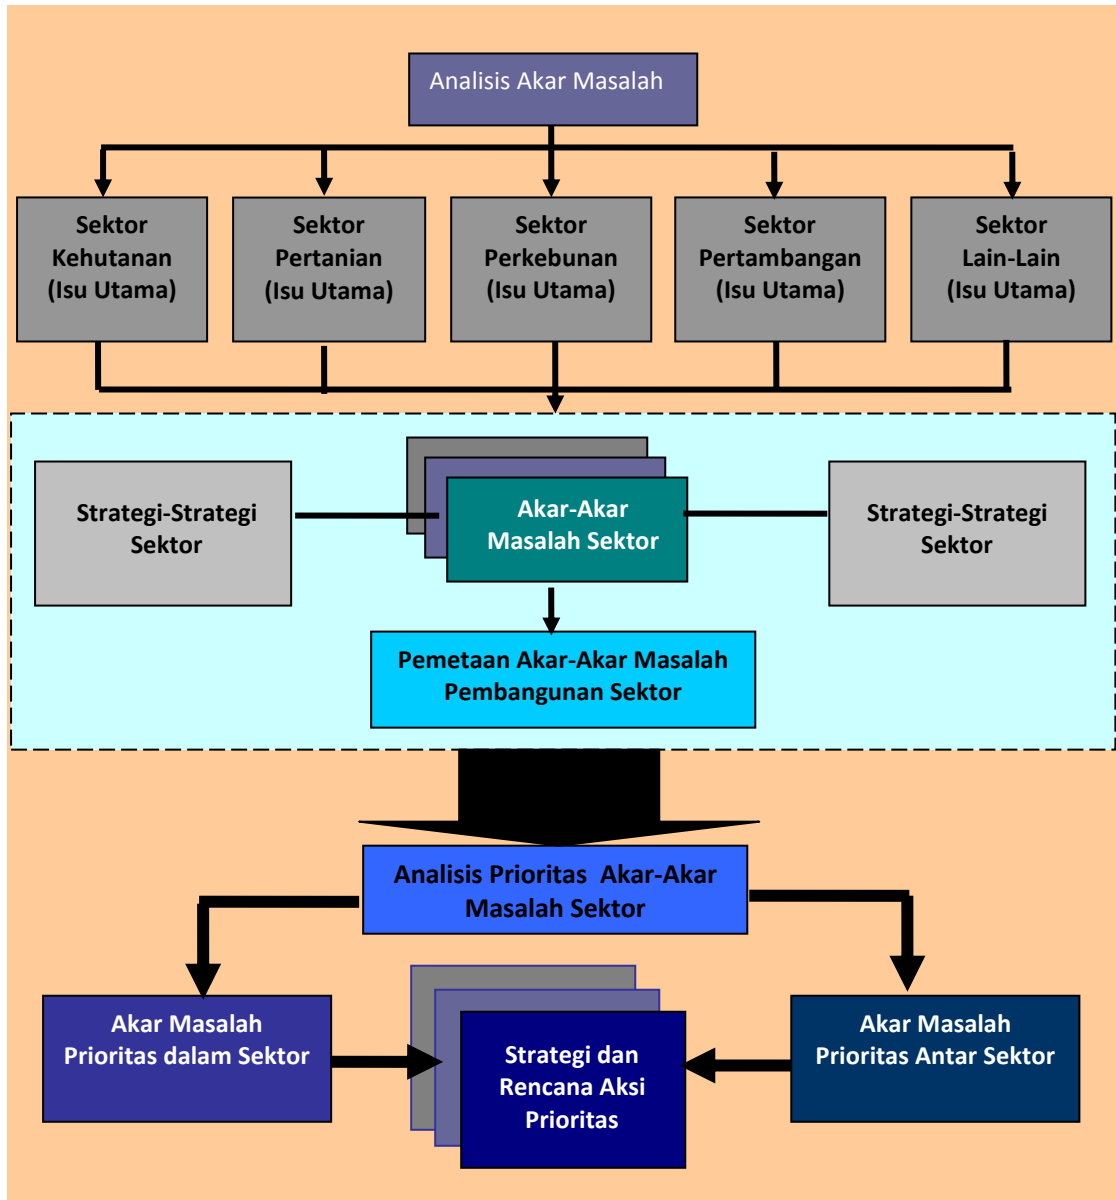 Analisis Akar Masalah
Sektor
Kehutanan
(Isu Utama)
Sektor
Pertanian
(Isu Utama)
Sektor
Perkebunan
(Isu Utama)
Sektor
Pertambangan
(Isu Utama)
Sektor
Lain-Lain
(Isu Utama)
Strategi-Strategi
Sektor
Akar-Akar
Masalah Sektor
Strategi-Strategi
Sektor
Pemetaan Akar-Akar Masalah
Pembangunan Sektor
Analisis Prioritas Akar-Akar
Masalah Sektor
Akar Masalah
Prioritas dalam Sektor
Strategi dan
Rencana Aksi
Prioritas
Akar Masalah
Prioritas Antar Sektor